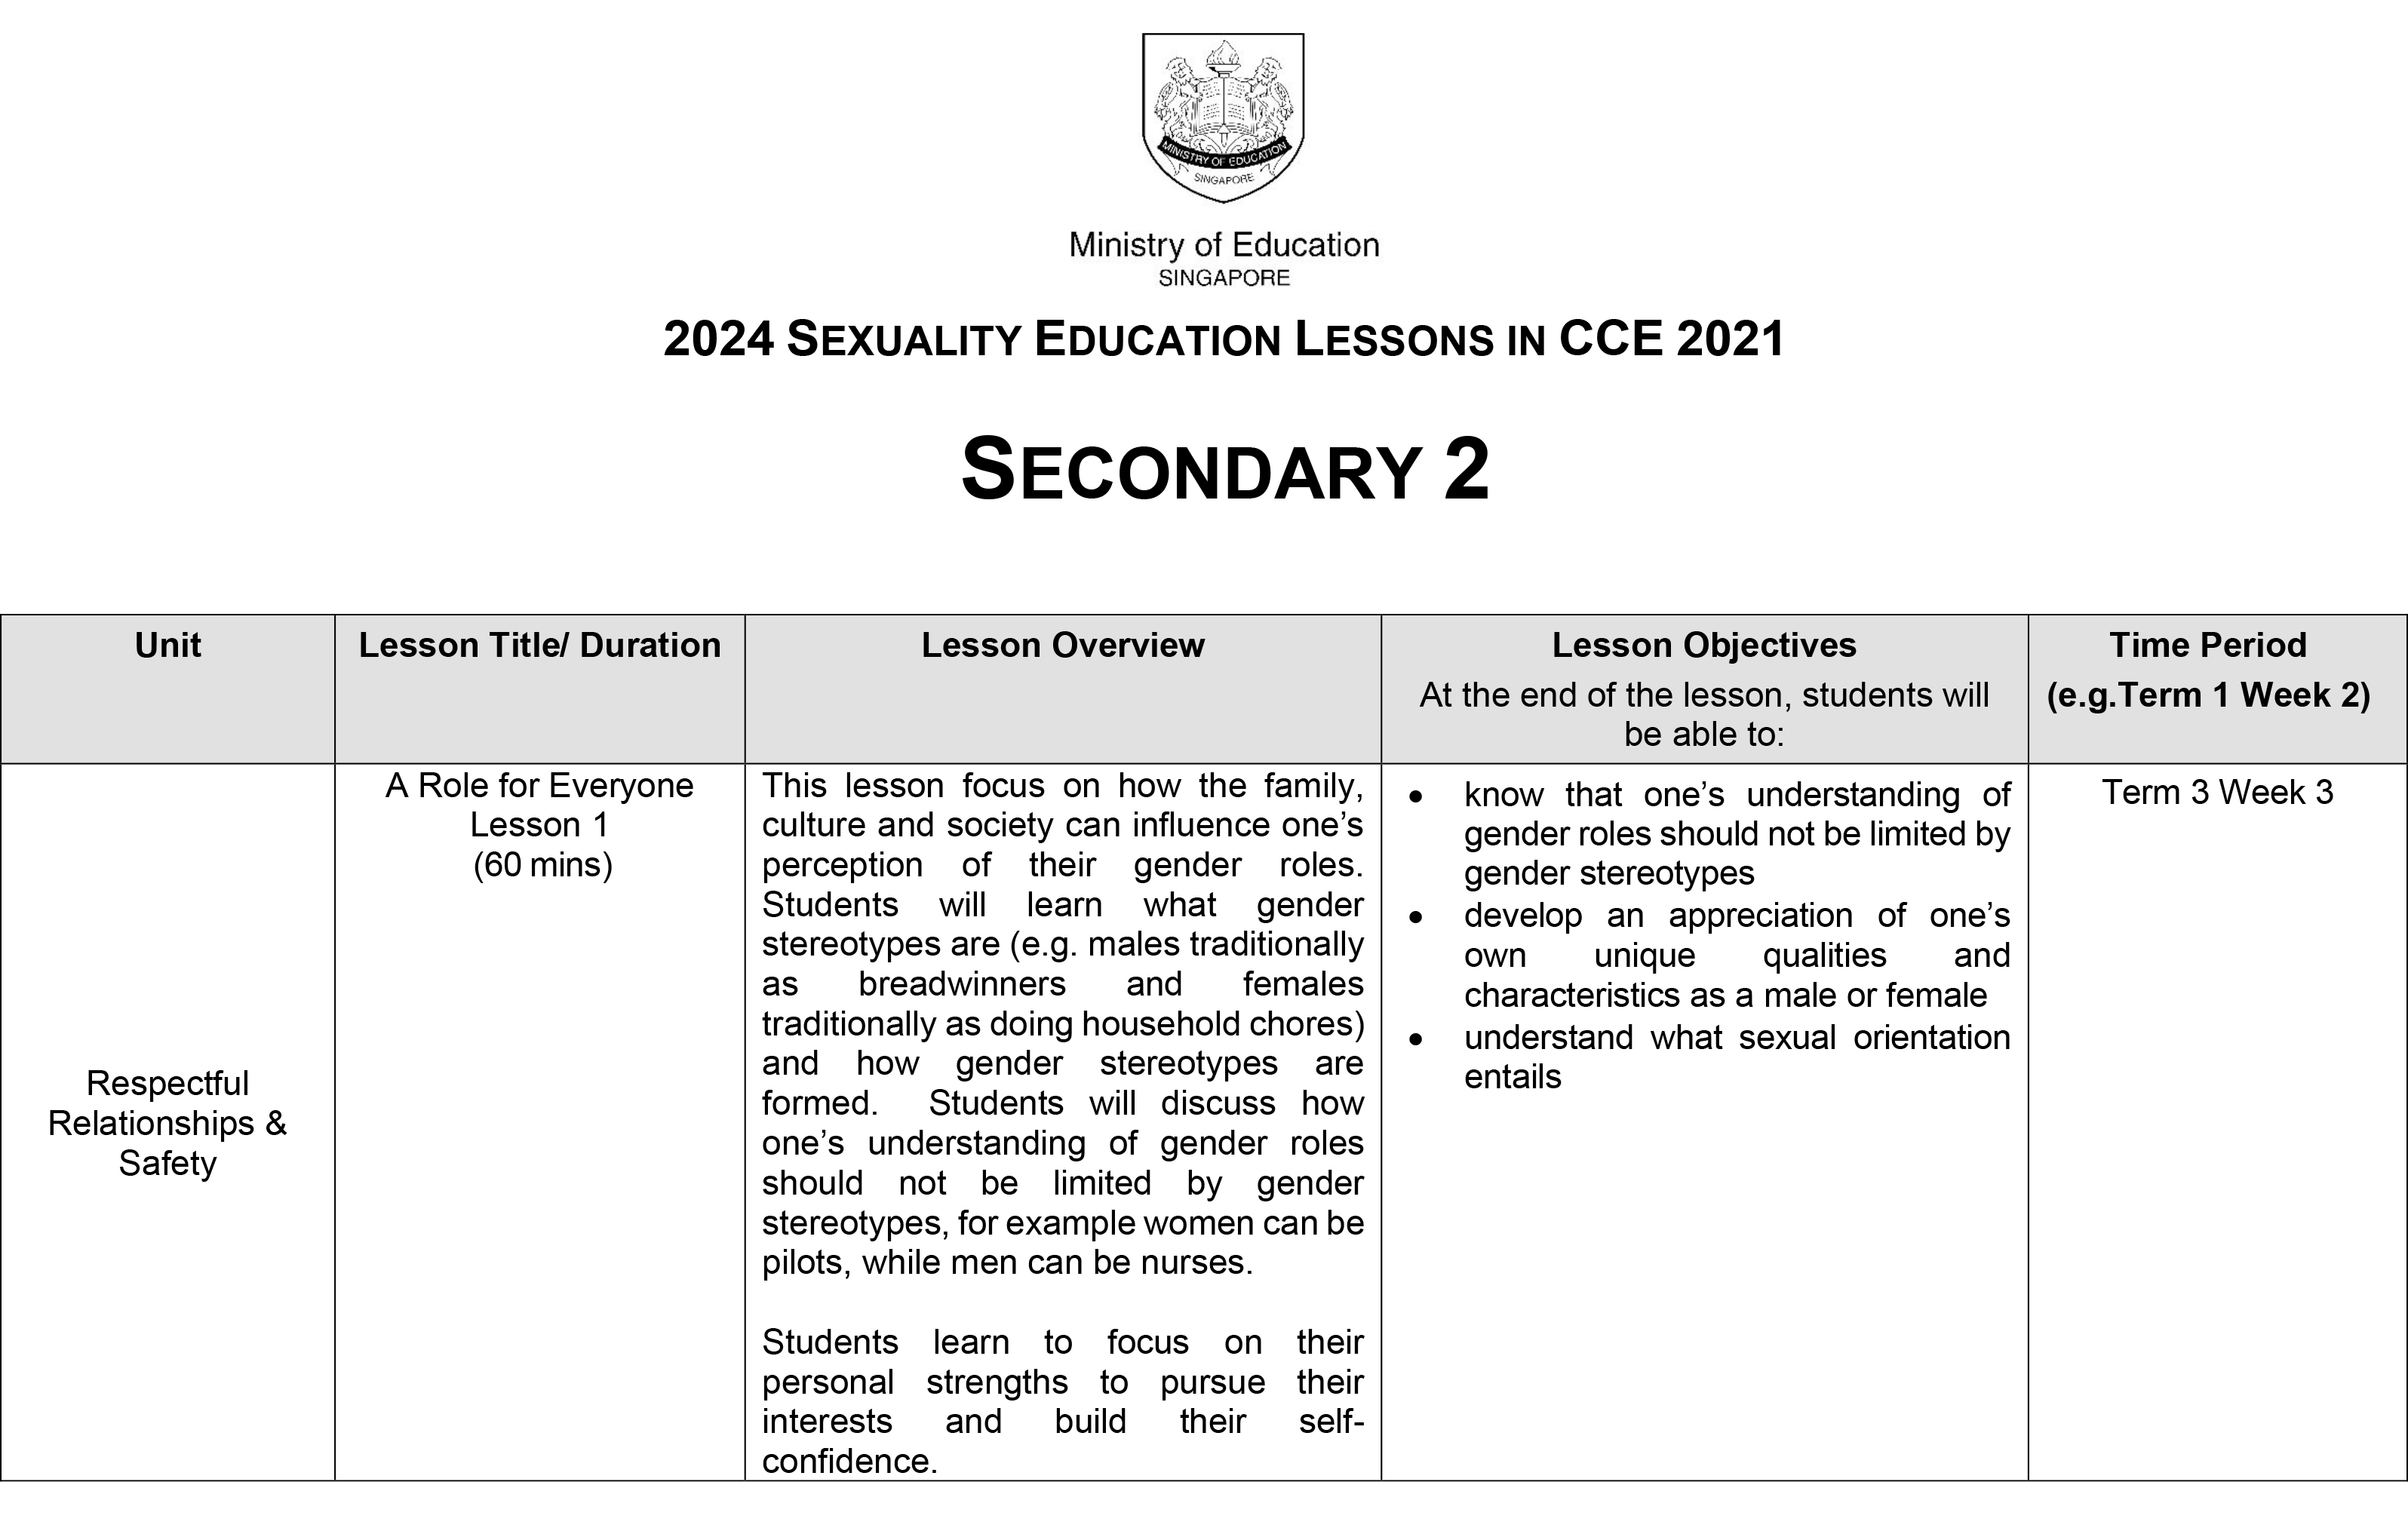 MINISTRY OF EDUCATION
SINGAPORE
Ministry of Education
SINGAPORE
2024 SEXUALITY EDUCATION LESSONS IN CCE 2021
SECONDARY 2
Unit
Lesson Title/ Duration
Lesson Overview
Lesson Objectives
At the end of the lesson, students will
be able to:
Time Period
(e.g.Term 1 Week 2)
Respectful
Relationships &
Safety
A Role for Everyone
Lesson 1
(60 mins)
This lesson focus on how the family,
culture and society can influence one’s
perception of their gender roles.
Students will learn what gender
stereotypes are (e.g. males traditionally
as breadwinners and females
traditionally as doing household chores)
and how gender stereotypes are
formed. Students will discuss how
one’s understanding of gender roles
should not be limited by gender
stereotypes, for example women can be
pilots, while men can be nurses.
Students learn to focus on their
personal strengths to pursue their
interests and build their self-
confidence.
• know that one’s understanding of
gender roles should not be limited by
gender stereotypes
• develop an appreciation of one’s
own unique qualities and
characteristics as a male or female
• understand what sexual orientation
entails
Term 3 Week 3